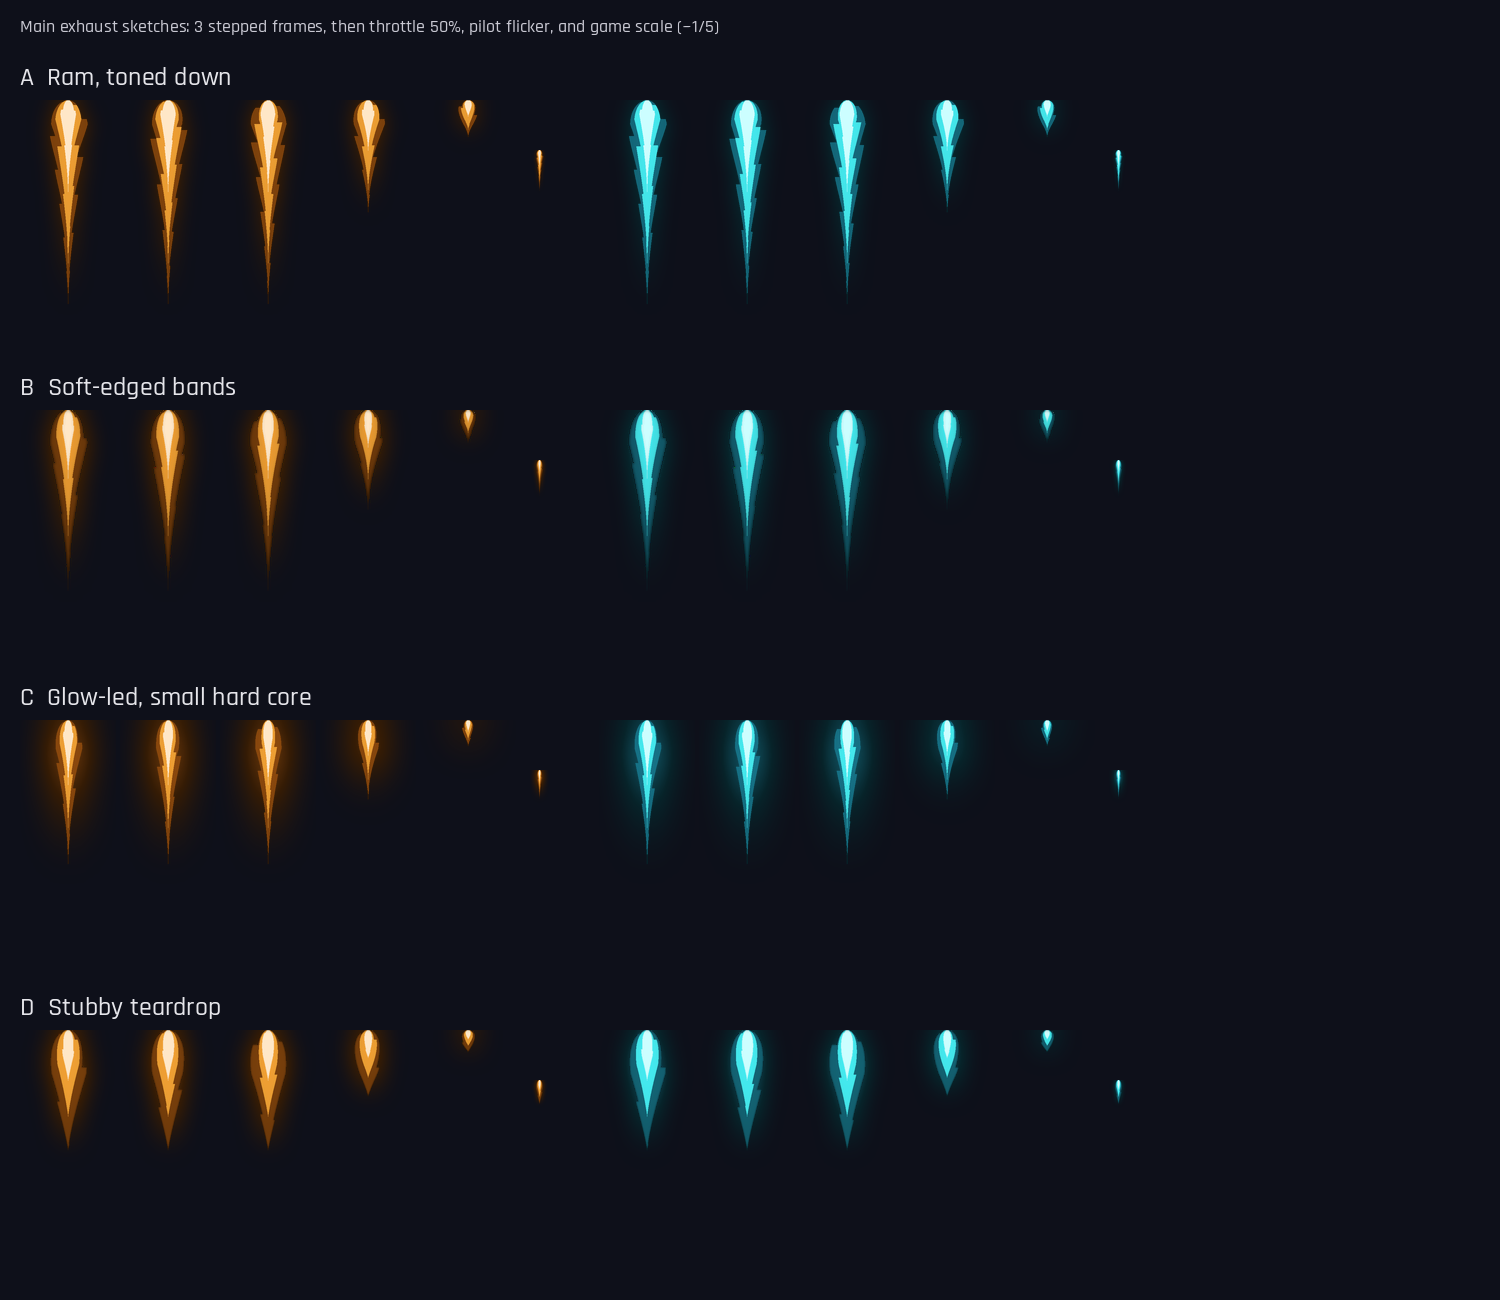 Main exhaust sketches: 3 stepped frames, then throttle 50%, pilot flicker, and game scale (~1/5)
A Ram, toned down
B Soft-edged bands
C Glow-led, small hard core
D Stubby teardrop